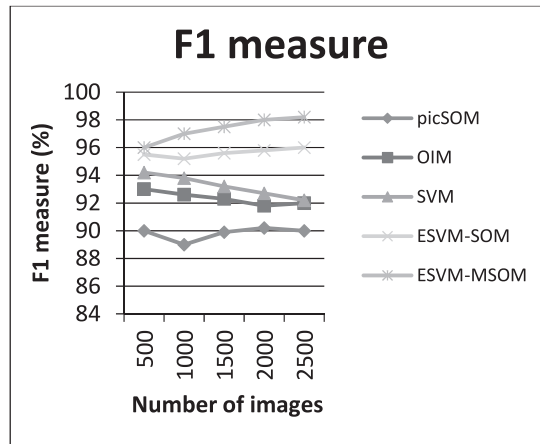 F1 measure
100
98
96
94
92
90
88
86
84
F1 measure (%)
500
1000
1500
2000
2500
Number of images
picSOM
OIM
SVM
ESVM-SOM
ESVM-MSOM